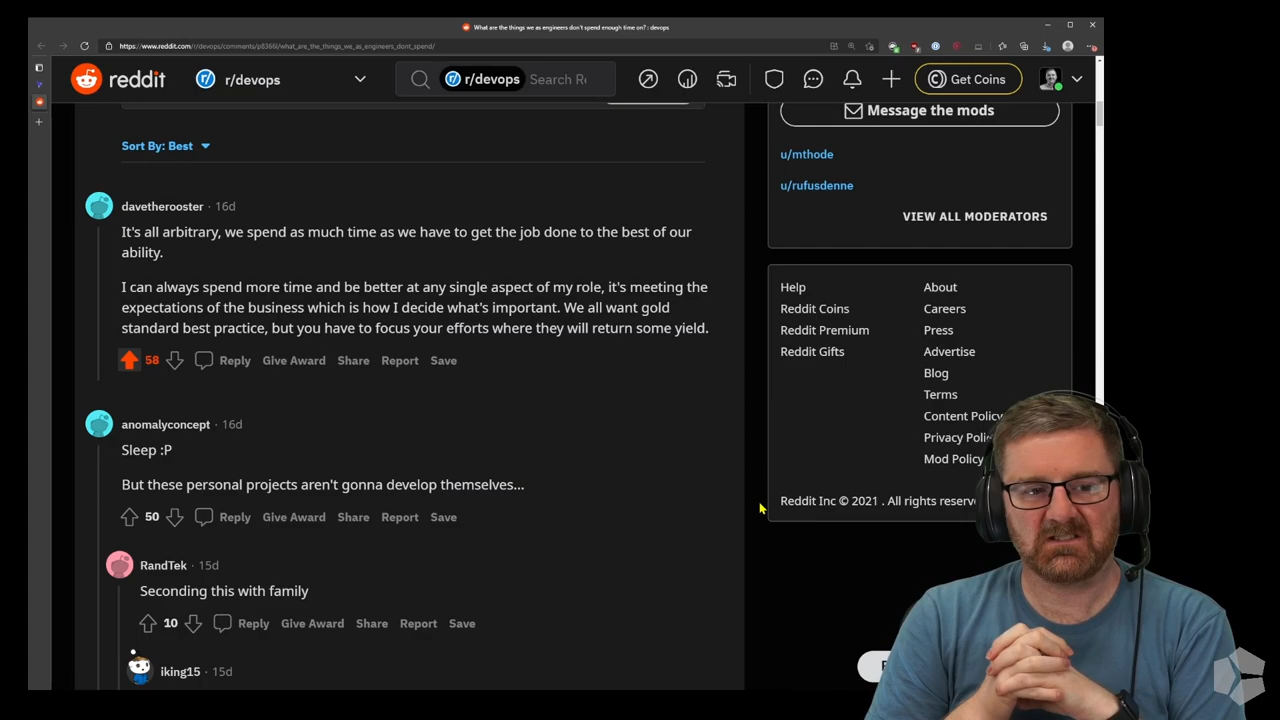 What are the things we as engineers don't spend enough time on? : devops
https://www.reddit.com/r/devops/comments/p8366l/what_are_the_things_we_as_engineers_dont_spend/
reddit
r/devops
r/devops
Search Re
Get Coins
Sort By: Best
davetherooster · 16d
It's all arbitrary, we spend as much time as we have to get the job done to the best of our
ability.
I can always spend more time and be better at any single aspect of my role, it's meeting the
expectations of the business which is how I decide what's important. We all want gold
standard best practice, but you have to focus your efforts where they will return some yield.
58
Reply
Give Award
Share
Report
Save
anomalyconcept · 16d
Sleep :P
But these personal projects aren't gonna develop themselves...
50
Reply
Give Award
Share
Report
Save
RandTek · 15d
Seconding this with family
10
Reply
Give Award
Share
Report
Save
iking15 · 15d
Message the mods
u/mthode
u/rufusdenne
VIEW ALL MODERATORS
Help
About
Reddit Coins
Careers
Reddit Premium
Press
Reddit Gifts
Advertise
Blog
Terms
Content Policy
Privacy Poli
Mod Policy
Reddit Inc © 2021 . All rights reserve